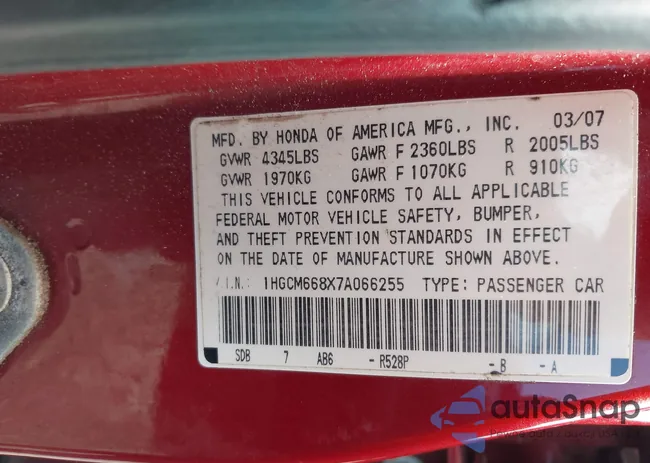 MFD. BY HONDA OF AMERICA MFG., INC. 03/07
GVWR 4345LBS GAWR F 2360LBS R 2005LBS
GVWR 1970KG GAWR F 1070KG R 910KG
THIS VEHICLE CONFORMS TO ALL APPLICABLE
FEDERAL MOTOR VEHICLE SAFETY, BUMPER,
AND THEFT PREVENTION STANDARDS IN EFFECT
ON THE DATE OF MANUFACTURE SHOWN ABOVE.
V.I.N.: 1HGCM668X7A066255 TYPE: PASSENGER CAR
SDB 7 AB6 - R528P - B - A
autoSnap